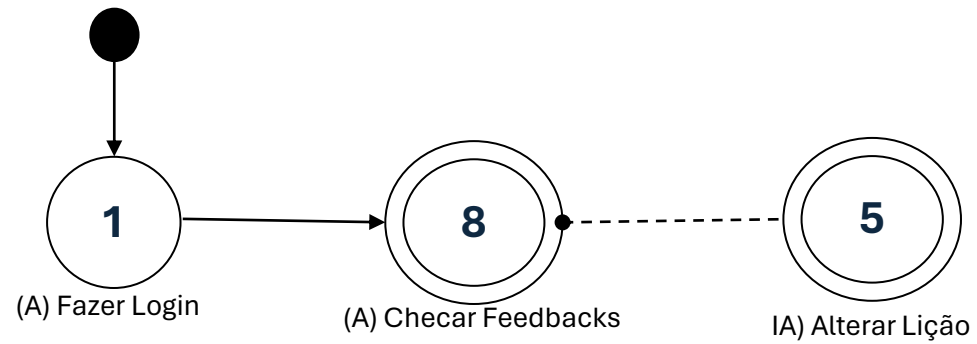 1
8
5
(A) Fazer Login
(A) Checar Feedbacks
IA) Alterar Lição